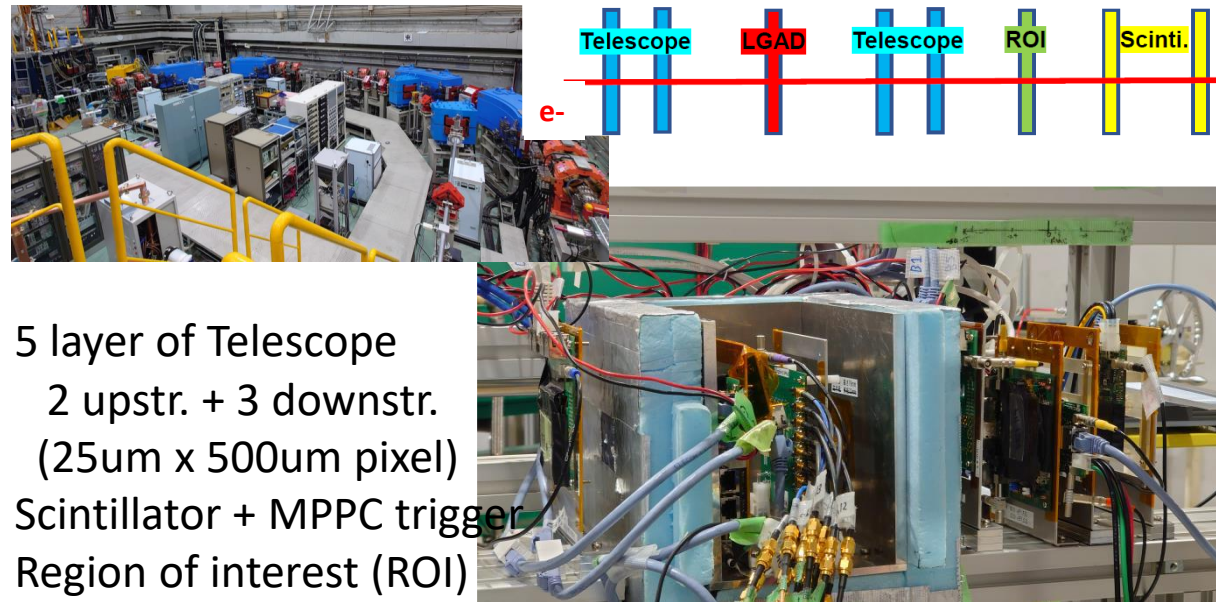 Telescope LGAD Telescope ROI Scinti.
e-
5 layer of Telescope
2 upstr. + 3 downstr.
(25um x 500um pixel)
Scintillator + MPPC trigger
Region of interest (ROI)
B1